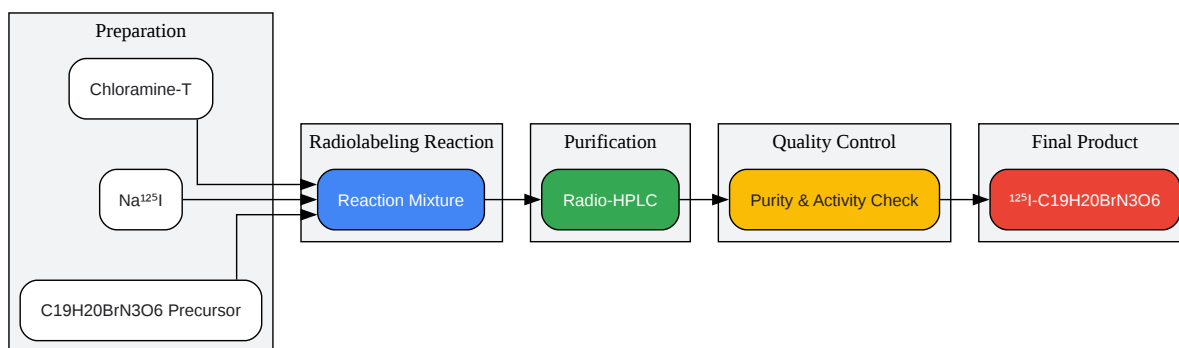 Preparation
Chloramine-T
Na¹²⁵I
C19H20BrN3O6 Precursor
Radiolabeling Reaction
Reaction Mixture
Purification
Radio-HPLC
Quality Control
Purity & Activity Check
Final Product
¹²⁵I-C19H20BrN3O6